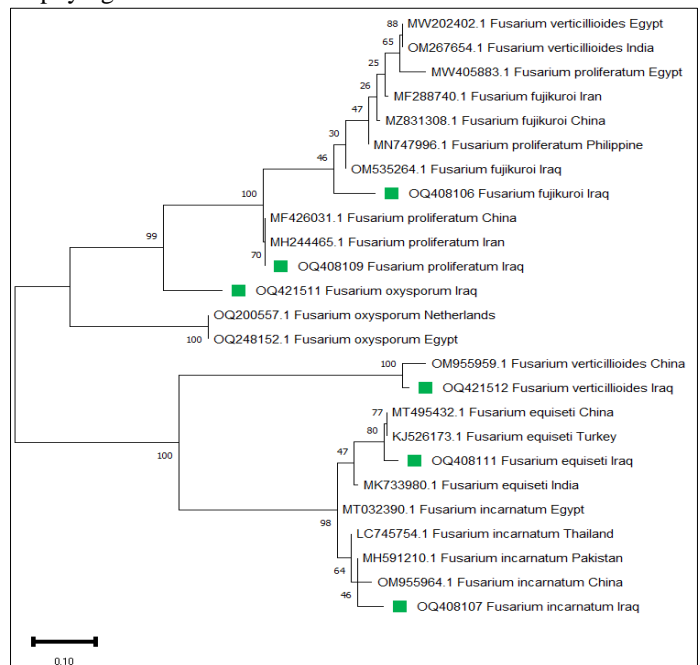 88
MW202402.1 Fusarium verticillioides Egypt
65
OM267654.1 Fusarium verticillioides India
25
MW405883.1 Fusarium proliferatum Egypt
26
MF288740.1 Fusarium fujikuroi Iran
47
MZ831308.1 Fusarium fujikuroi China
30
MN747996.1 Fusarium proliferatum Philippine
46
OM535264.1 Fusarium fujikuroi Iraq
100
OQ408106 Fusarium fujikuroi Iraq
MF426031.1 Fusarium proliferatum China
99
MH244465.1 Fusarium proliferatum Iran
70
OQ408109 Fusarium proliferatum Iraq
OQ421511 Fusarium oxysporum Iraq
OQ200557.1 Fusarium oxysporum Netherlands
100
OQ248152.1 Fusarium oxysporum Egypt
100
OM955959.1 Fusarium verticillioides China
OQ421512 Fusarium verticillioides Iraq
77
MT495432.1 Fusarium equiseti China
80
KJ526173.1 Fusarium equiseti Turkey
47
OQ408111 Fusarium equiseti Iraq
100
MK733980.1 Fusarium equiseti India
MT032390.1 Fusarium incarnatum Egypt
98
LC745754.1 Fusarium incarnatum Thailand
MH591210.1 Fusarium incarnatum Pakistan
64
OM955964.1 Fusarium incarnatum China
46
OQ408107 Fusarium incarnatum Iraq
0.10